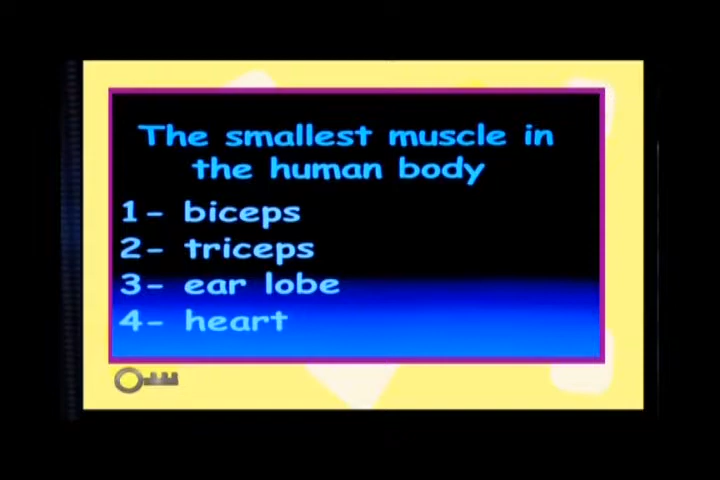 The smallest muscle in
the human body
1- biceps
2- triceps
3- ear lobe
4- heart